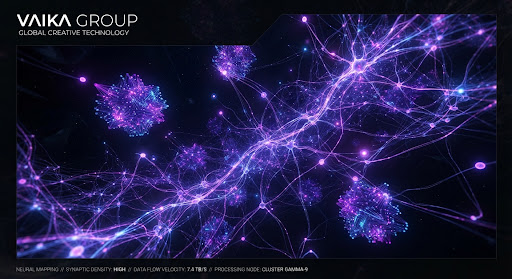 VAIKA GROUP
GLOBAL CREATIVE TECHNOLOGY
NEURAL MAPPING // SYNAPTIC DENSITY: HIGH // DATA FLOW VELOCITY: 7.4 TB/S // PROCESSING NODE: CLUSTER GAMMA-9